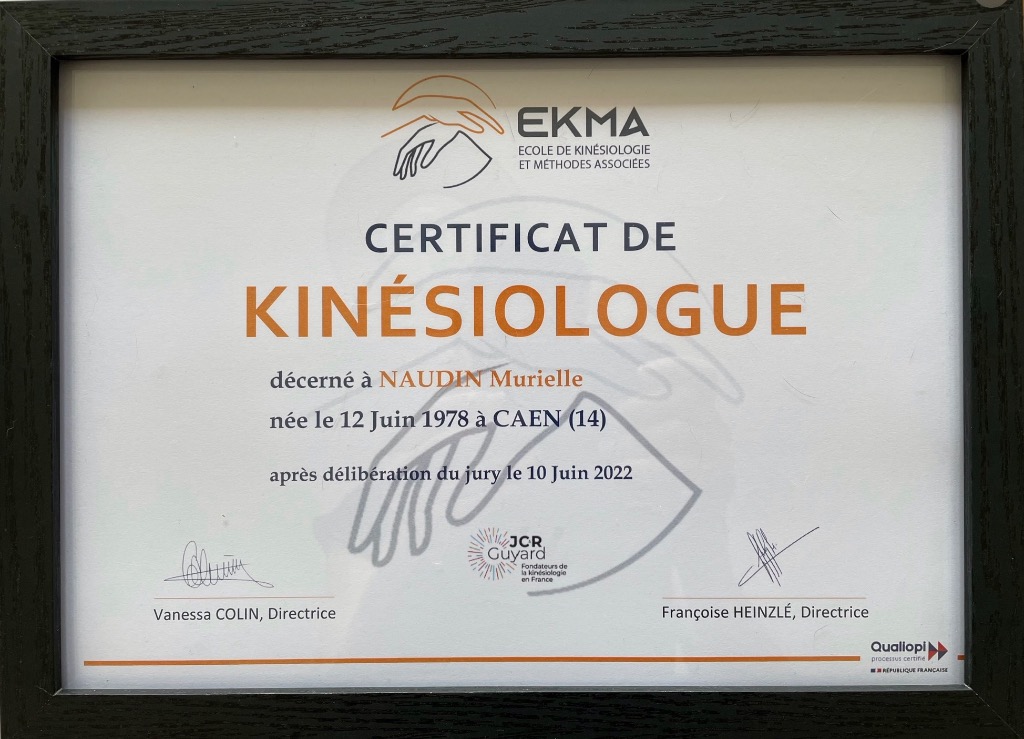 EKMA
ECOLE DE KINÉSIOLOGIE
ET MÉTHODES ASSOCIÉES
CERTIFICAT DE
KINÉSIOLOGUE
décerné à NAUDIN Murielle
née le 12 Juin 1978 à CAEN (14)
après délibération du jury le 10 Juin 2022
JCR
Guyard
Fondateurs de
la kinésiologie
en France
Vanessa COLIN, Directrice
Françoise HEINZLÉ, Directrice
Qualiopi
processus certifié
RÉPUBLIQUE FRANÇAISE